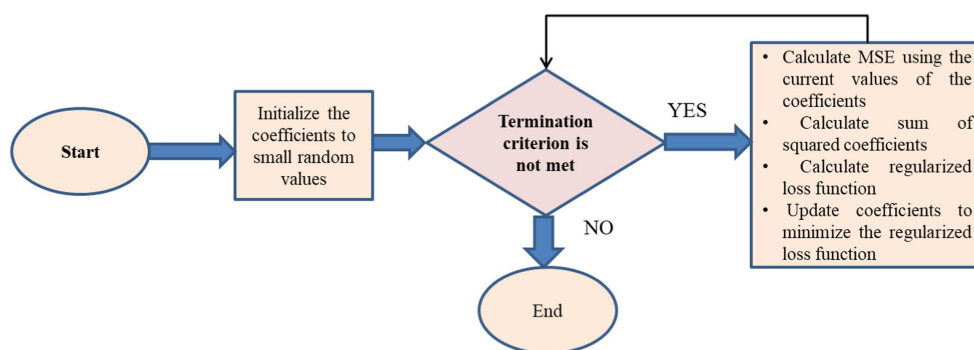 Start
Initialize the
coefficients to
small random
values
Termination
criterion is
not met
YES
NO
End
• Calculate MSE using the
current values of the
coefficients
• Calculate sum of
squared coefficients
• Calculate regularized
loss function
• Update coefficients to
minimize the regularized
loss function